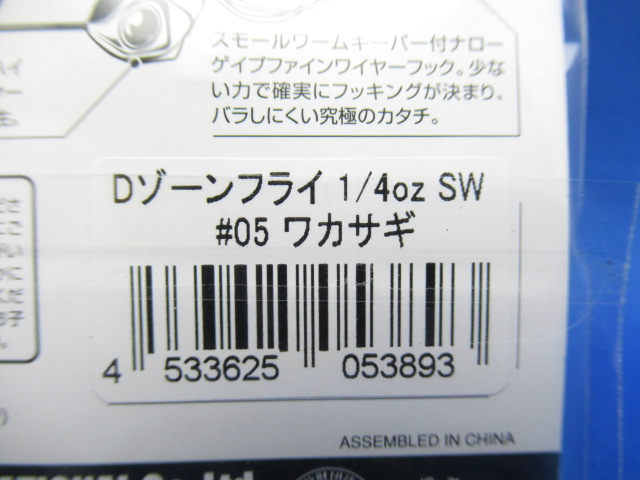 スモールワームキーパー付ナロー
ゲイプファインワイヤーフック。少な
い力で確実にフッキングが決まり、
バラしにくい究極のカタチ。
Dゾーンフライ 1/4oz SW
#05 ワカサギ
4 533625 053893
ASSEMBLED IN CHINA